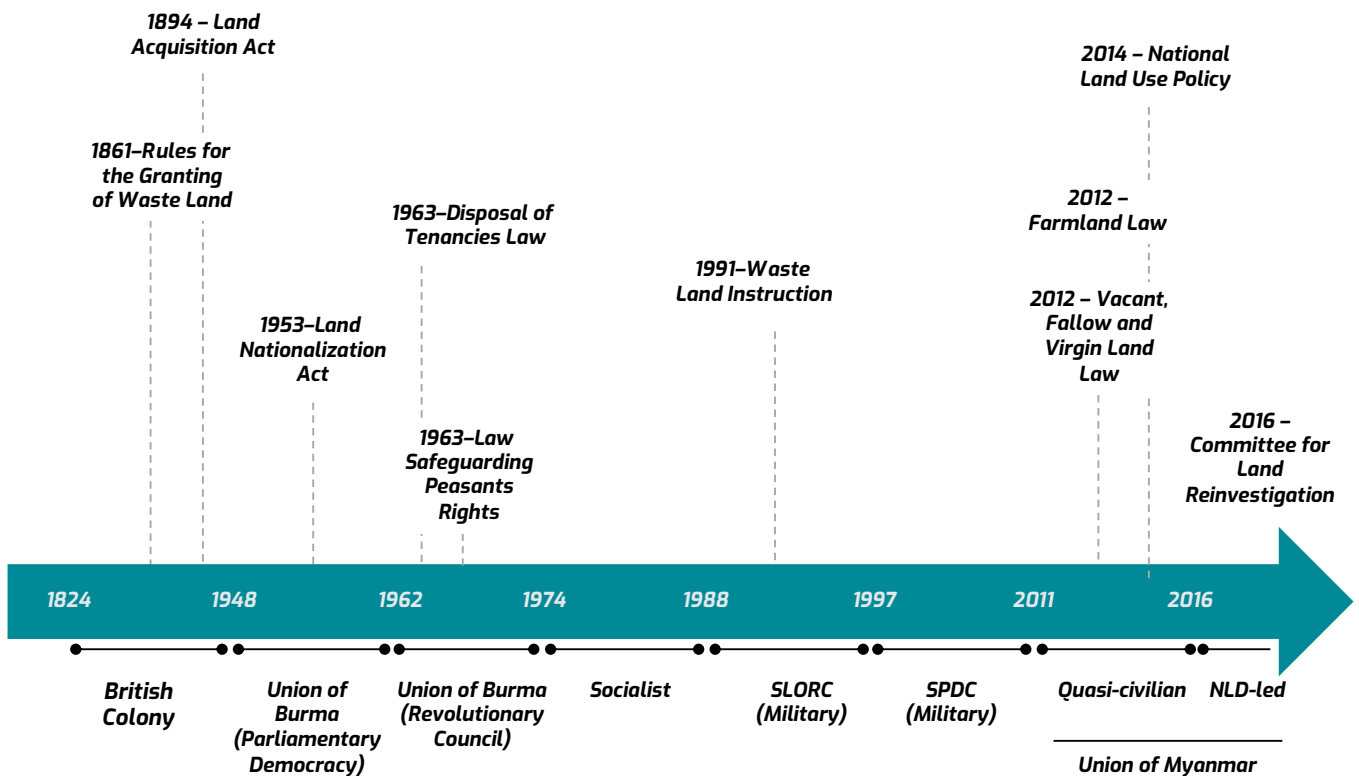 1894 – Land
Acquisition Act
2014 – National
Land Use Policy
1861–Rules for
the Granting
of Waste Land
2012 –
Farmland Law
1963–Disposal of
Tenancies Law
1991–Waste
Land Instruction
2012 – Vacant,
Fallow and
Virgin Land
Law
1953–Land
Nationalization
Act
2016 –
Committee for
Land
Reinvestigation
1963–Law
Safeguarding
Peasants
Rights
1824 1948 1962 1974 1988 1997 2011 2016
British
Colony
Union of
Burma
(Parliamentary
Democracy)
Union of Burma
(Revolutionary
Council)
Socialist
SLORC
(Military)
SPDC
(Military)
Quasi-civilian
NLD-led
Union of Myanmar